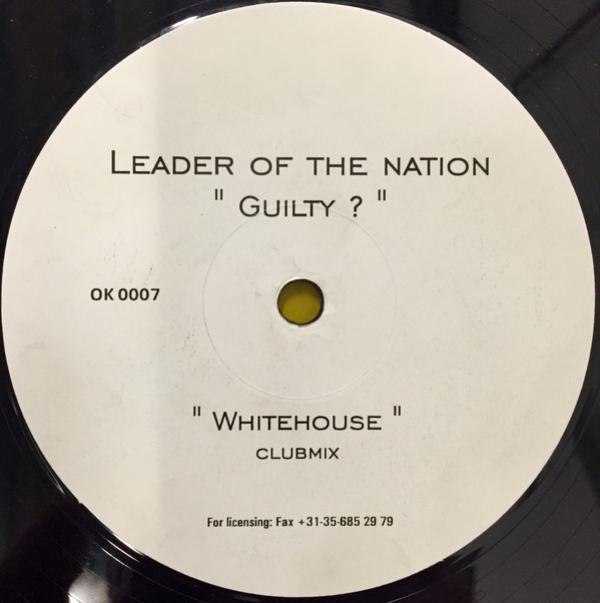 LEADER OF THE NATION
" GUILTY ? "
OK 0007
" WHITEHOUSE "
CLUBMIX
For licensing: Fax +31-35-685 29 79